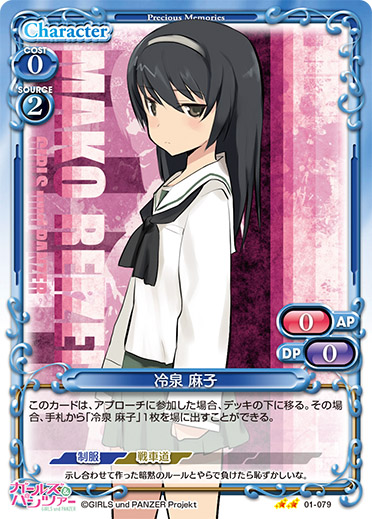 Precious Memories
Character
COST
0
SOURCE
2
MAKO REIZEI
GIRLS UND PANZER
0 AP
DP 0
冷泉 麻子
このカードは、アプローチに参加した場合、デッキの下に移る。その場
合、手札から「冷泉 麻子」1枚を場に出すことができる。
制服 戦車道
示し合わせて作った暗黙のルールとやらで負けたら恥ずかしいな。
ガールズ&パンツァー
GIRLS und PANZER
©GIRLS und PANZER Projekt
01-079